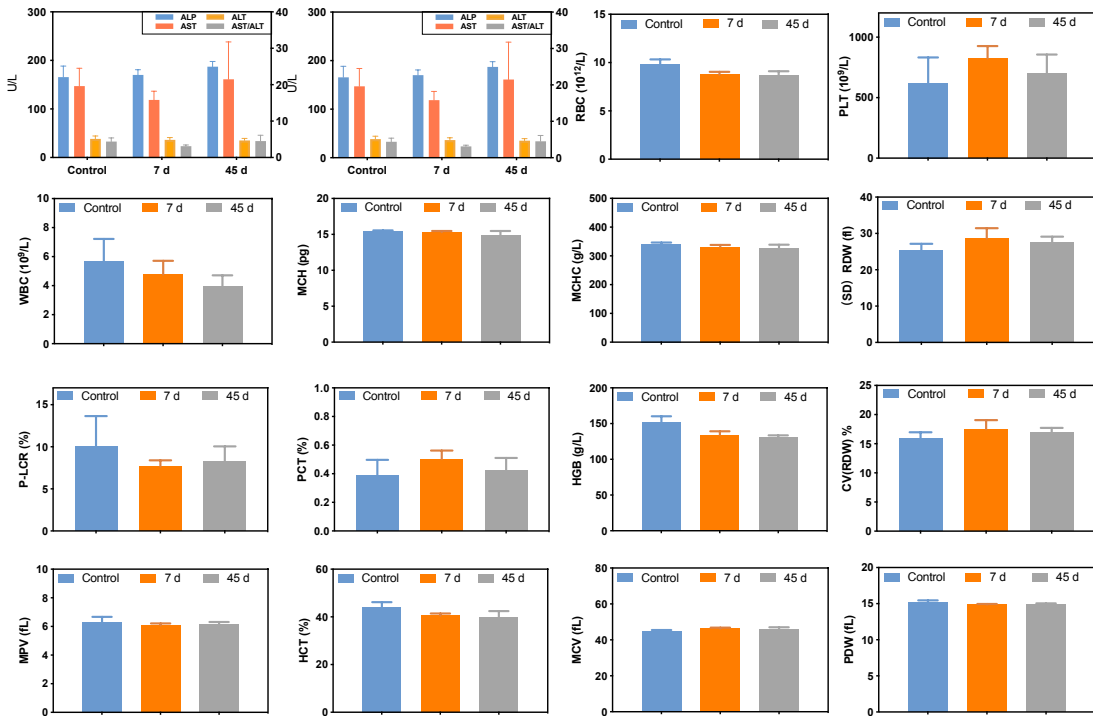 300
200
100
0
U/L
ALP ALT
AST AST/ALT
40
30
20
10
0
U/L
Control 7 d 45 d
300
200
100
0
ALP ALT
AST AST/ALT
40
30
20
10
0
Control 7 d 45 d
RBC (10¹²/L)
15
10
5
0
Control 7 d 45 d
PLT (10⁹/L)
1000
500
0
Control 7 d 45 d
WBC (10⁹/L)
10
8
6
4
2
0
Control 7 d 45 d
MCH (pg)
20
15
10
5
0
Control 7 d 45 d
MCHC (g/L)
500
400
300
200
100
0
Control 7 d 45 d
(SD) RDW (fl)
40
30
20
10
0
Control 7 d 45 d
P-LCR (%)
15
10
5
0
Control 7 d 45 d
PCT (%)
1.0
0.8
0.6
0.4
0.2
0.0
Control 7 d 45 d
HGB (g/L)
200
150
100
50
0
Control 7 d 45 d
CV(RDW) %
25
20
15
10
5
0
Control 7 d 45 d
MPV (fL)
10
8
6
4
2
0
Control 7 d 45 d
HCT (%)
60
40
20
0
Control 7 d 45 d
MCV (fL)
80
60
40
20
0
Control 7 d 45 d
PDW (fL)
20
15
10
5
0
Control 7 d 45 d